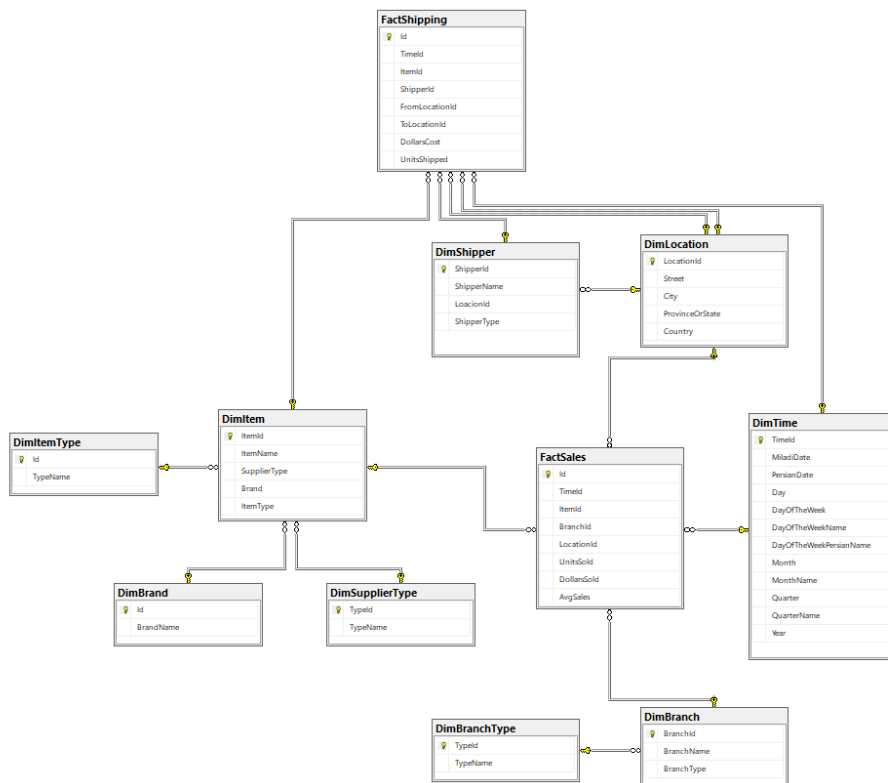 FactShipping
Id
TimeId
ItemId
ShipperId
FromLocationId
ToLocationId
DollarsCost
UnitsShipped
DimShipper
ShipperId
ShipperName
LoacionId
ShipperType
DimLocation
LocationId
Street
City
ProvinceOrState
Country
DimItemType
Id
TypeName
DimItem
ItemId
ItemName
SupplierType
Brand
ItemType
FactSales
Id
TimeId
ItemId
BranchId
LocationId
UnitsSold
DollarsSold
AvgSales
DimTime
TimeId
MiladiDate
PersianDate
Day
DayOfTheWeek
DayOfTheWeekName
DayOfTheWeekPersianName
Month
MonthName
Quarter
QuarterName
Year
DimBrand
Id
BrandName
DimSupplierType
TypeId
TypeName
DimBranchType
TypeId
TypeName
DimBranch
BranchId
BranchName
BranchType